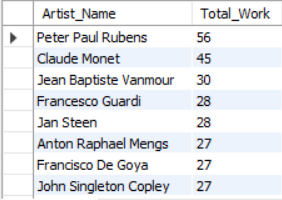 Artist_Name Total_Work
Peter Paul Rubens 56
Claude Monet 45
Jean Baptiste Vanmour 30
Francesco Guardi 28
Jan Steen 28
Anton Raphael Mengs 27
Francisco De Goya 27
John Singleton Copley 27